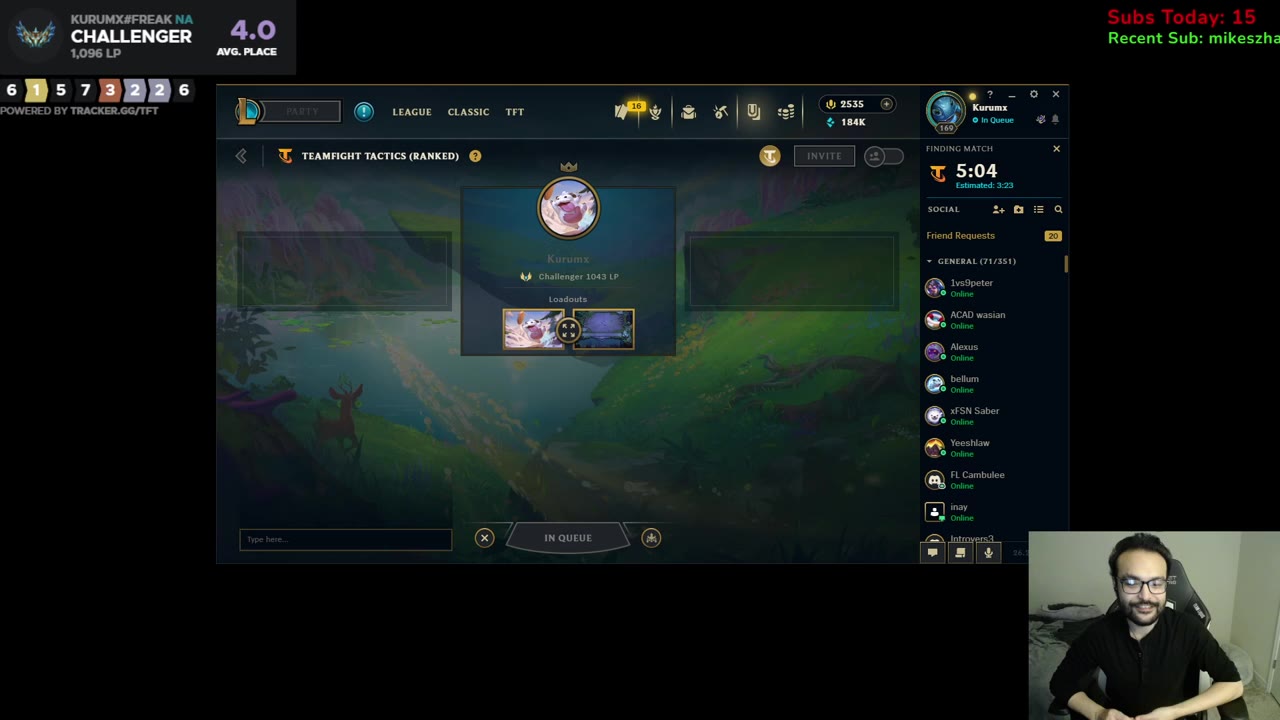 KURUMX#FREAK NA
CHALLENGER
1,096 LP
4.0
AVG. PLACE
6 1 5 7 3 2 2 6
POWERED BY TRACKER.GG/TFT
Subs Today: 15
Recent Sub: mikeszha
PARTY
LEAGUE CLASSIC TFT
16
2535
184K
169
Kurumx
In Queue
TEAMFIGHT TACTICS (RANKED)
INVITE
FINDING MATCH
5:04
Estimated: 3:23
SOCIAL
Friend Requests 20
GENERAL (71/351)
1vs9peter
Online
ACAD wasian
Online
Alexus
Online
bellum
Online
xFSN Saber
Online
Yeeshlaw
Online
FL Cambulee
Online
inay
Online
Introvers3
Kurumx
Challenger 1043 LP
Loadouts
Type here...
IN QUEUE